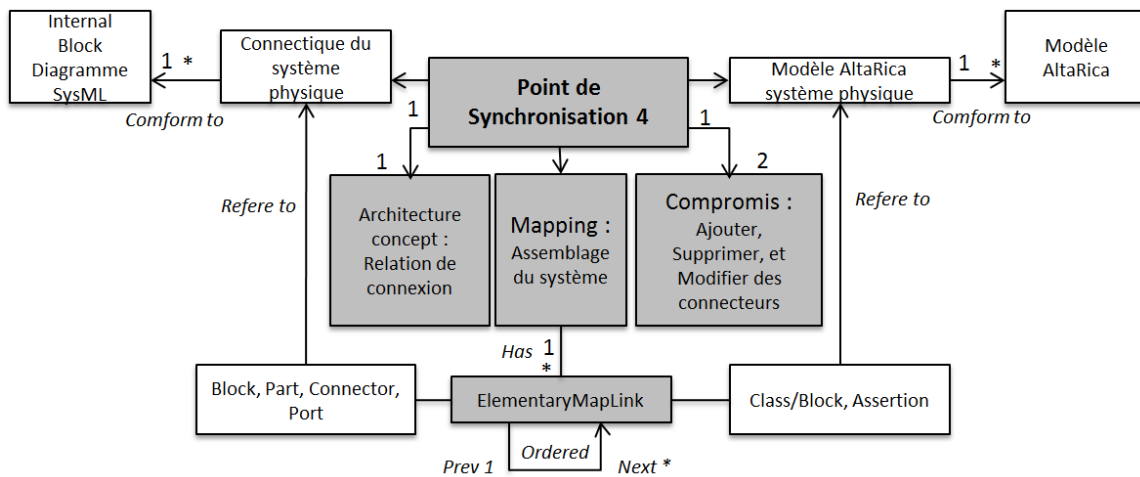 Internal
Block
Diagramme
SysML
1 *
Comform to
Connectique du
système
physique
Point de
Synchronisation 4
Modèle AltaRica
système physique
1 *
Comform to
Modèle
AltaRica
1
1
1
2
Refere to
Refere to
Architecture
concept :
Relation de
connexion
Mapping :
Assemblage
du système
Compromis :
Ajouter,
Supprimer, et
Modifier des
connecteurs
Has 1
*
Block, Part, Connector,
Port
ElementaryMapLink
Class/Block, Assertion
Ordered
Prev 1
Next *